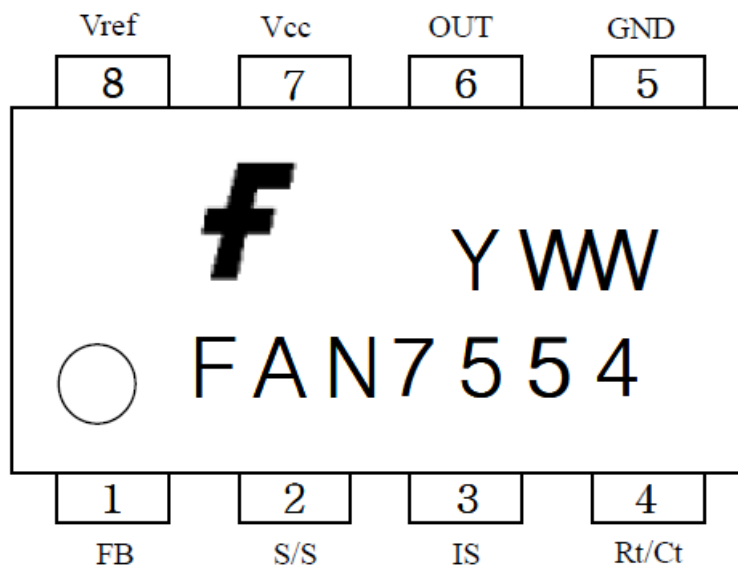 Vref Vcc OUT GND
8 7 6 5
YWW
FAN7554
1 2 3 4
FB S/S IS Rt/Ct